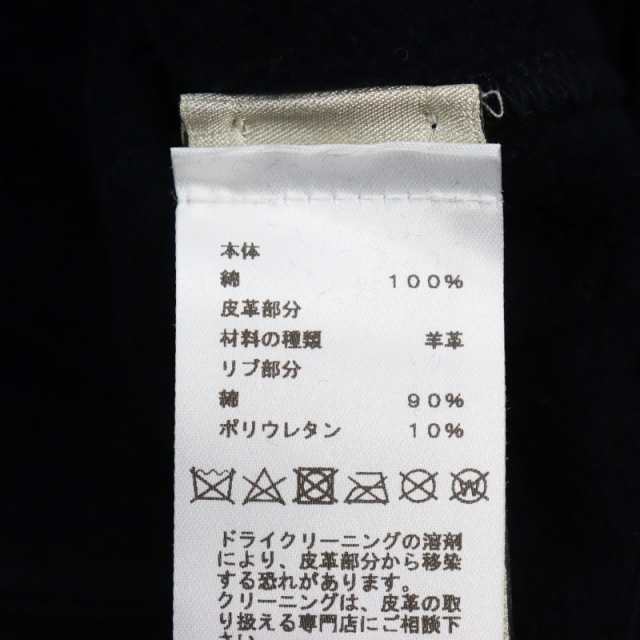 本体
綿 100%
皮革部分
材料の種類 羊革
リブ部分
綿 90%
ポリウレタン 10%
W
ドライクリーニングの溶剤
により、皮革部分から移染
する恐れがあります。
クリーニングは、皮革の取
り扱える専門店にご相談下
さい。